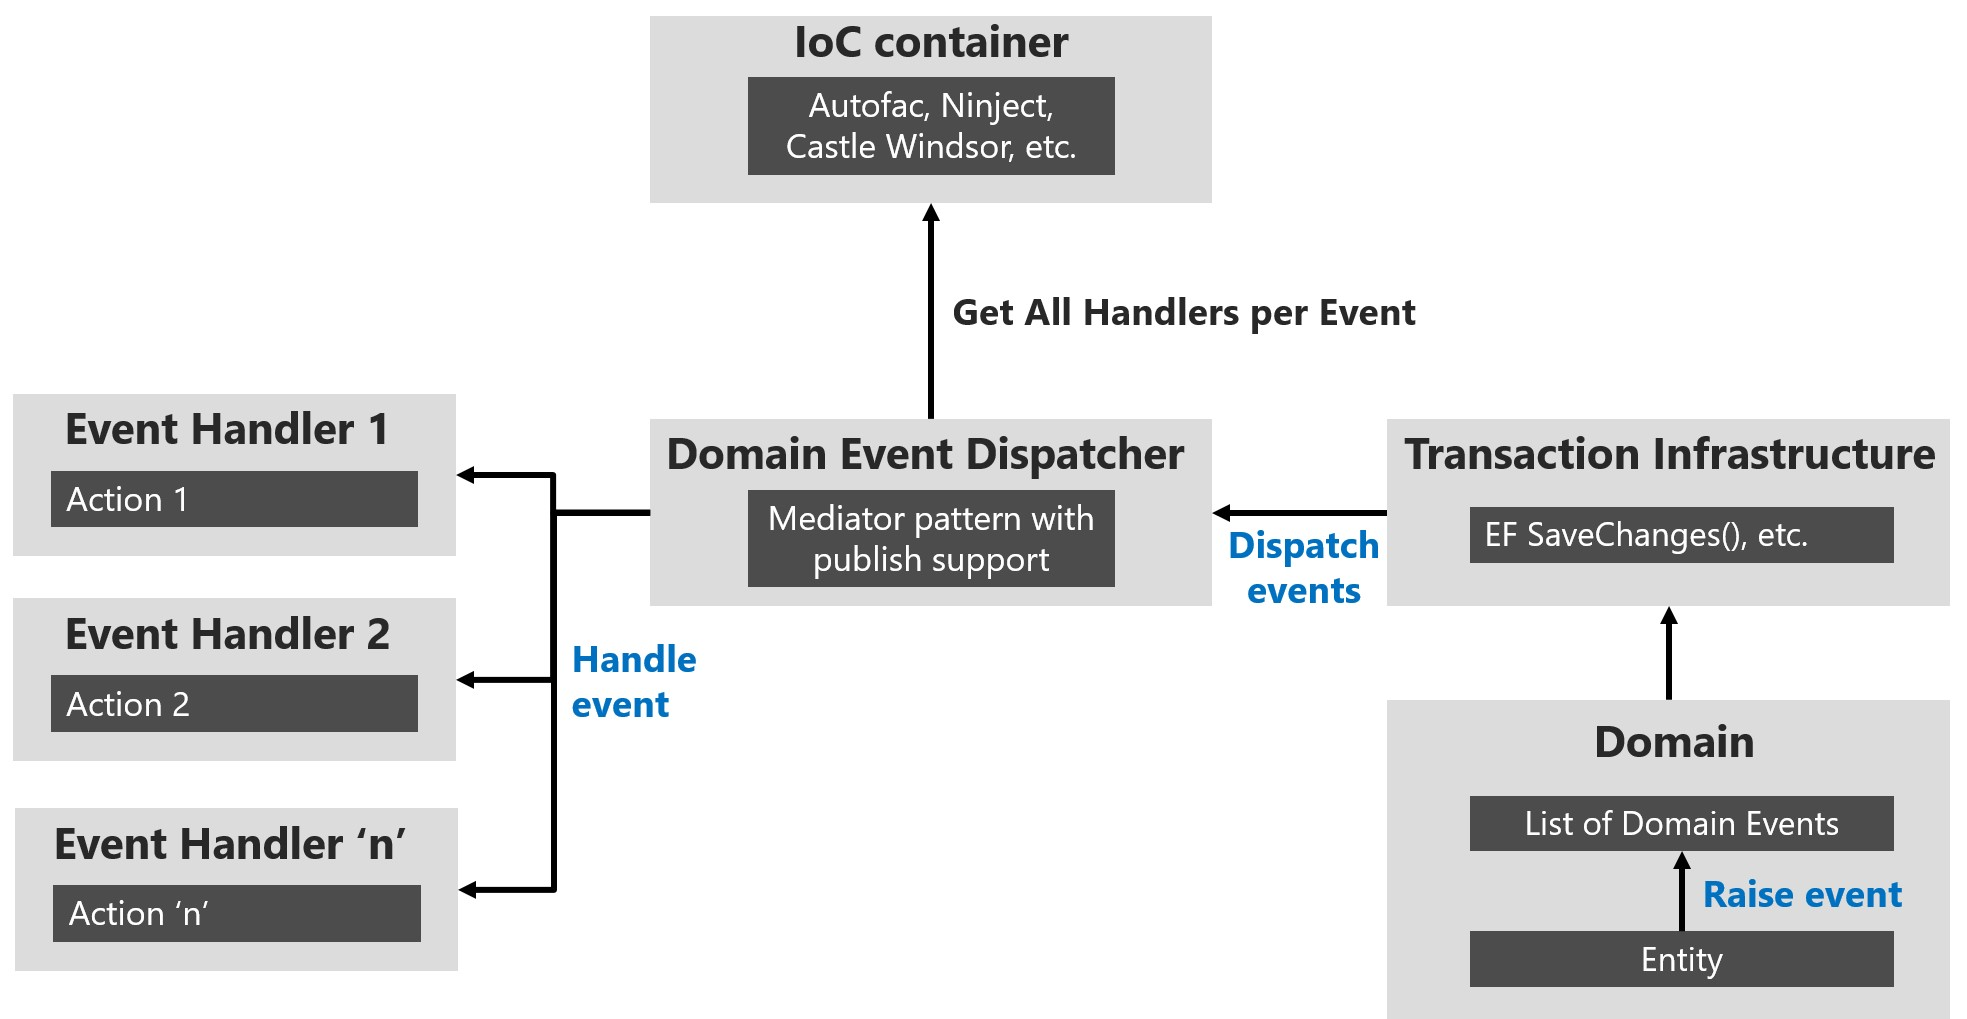 IoC container
Autofac, Ninject,
Castle Windsor, etc.
Get All Handlers per Event
Event Handler 1
Action 1
Domain Event Dispatcher
Mediator pattern with
publish support
Dispatch
events
Transaction Infrastructure
EF SaveChanges(), etc.
Event Handler 2
Action 2
Handle
event
Domain
List of Domain Events
Raise event
Entity
Event Handler ‘n’
Action ‘n’